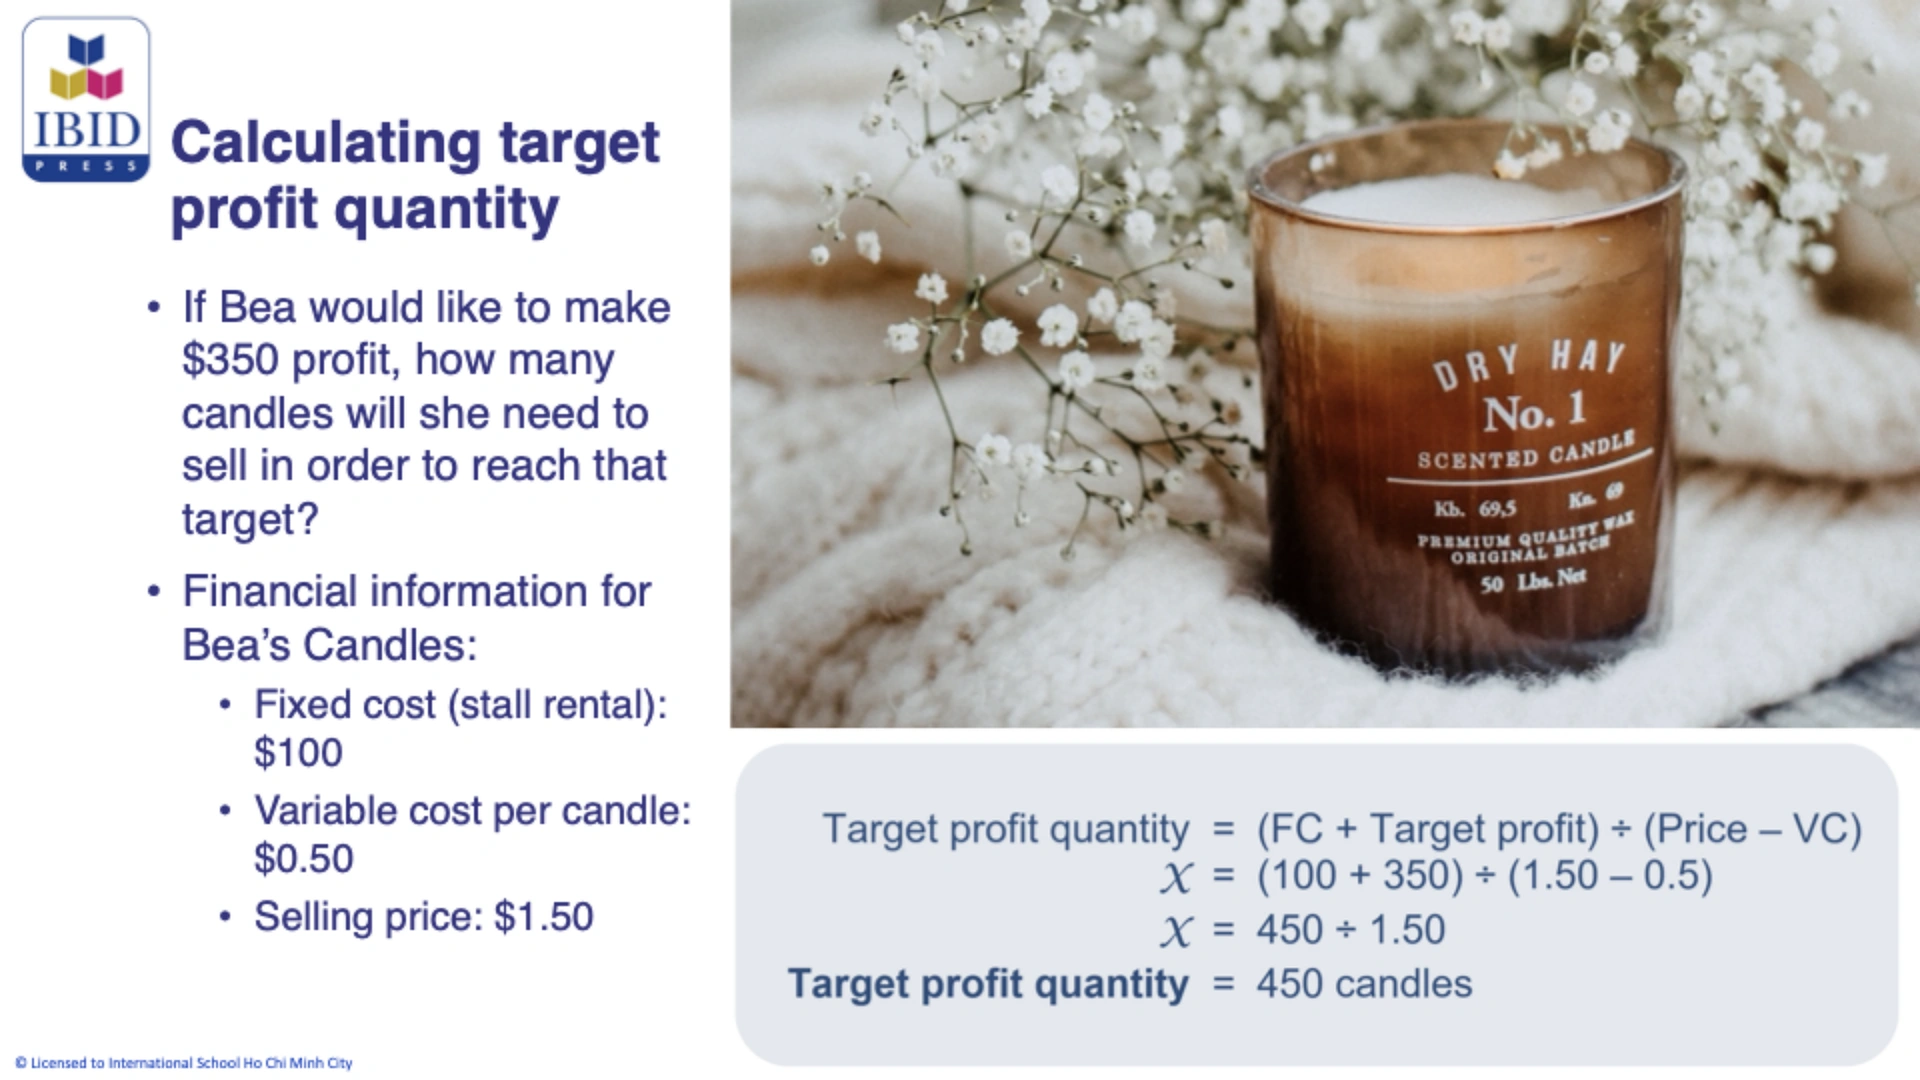 IBID
PRESS
Calculating target
profit quantity
• If Bea would like to make
$350 profit, how many
candles will she need to
sell in order to reach that
target?
• Financial information for
Bea's Candles:
• Fixed cost (stall rental):
$100
• Variable cost per candle:
$0.50
• Selling price: $1.50
DRY HAY
No. 1
SCENTED CANDLE
Kb. 69,5 Kn. 69
PREMIUM QUALITY WAX
ORIGINAL BATCH
50 Lbs. Net
Target profit quantity = (FC + Target profit) ÷ (Price – VC)
x = (100 + 350) ÷ (1.50 – 0.5)
x = 450 ÷ 1.50
Target profit quantity = 450 candles
© Licensed to International School Ho Chi Minh City